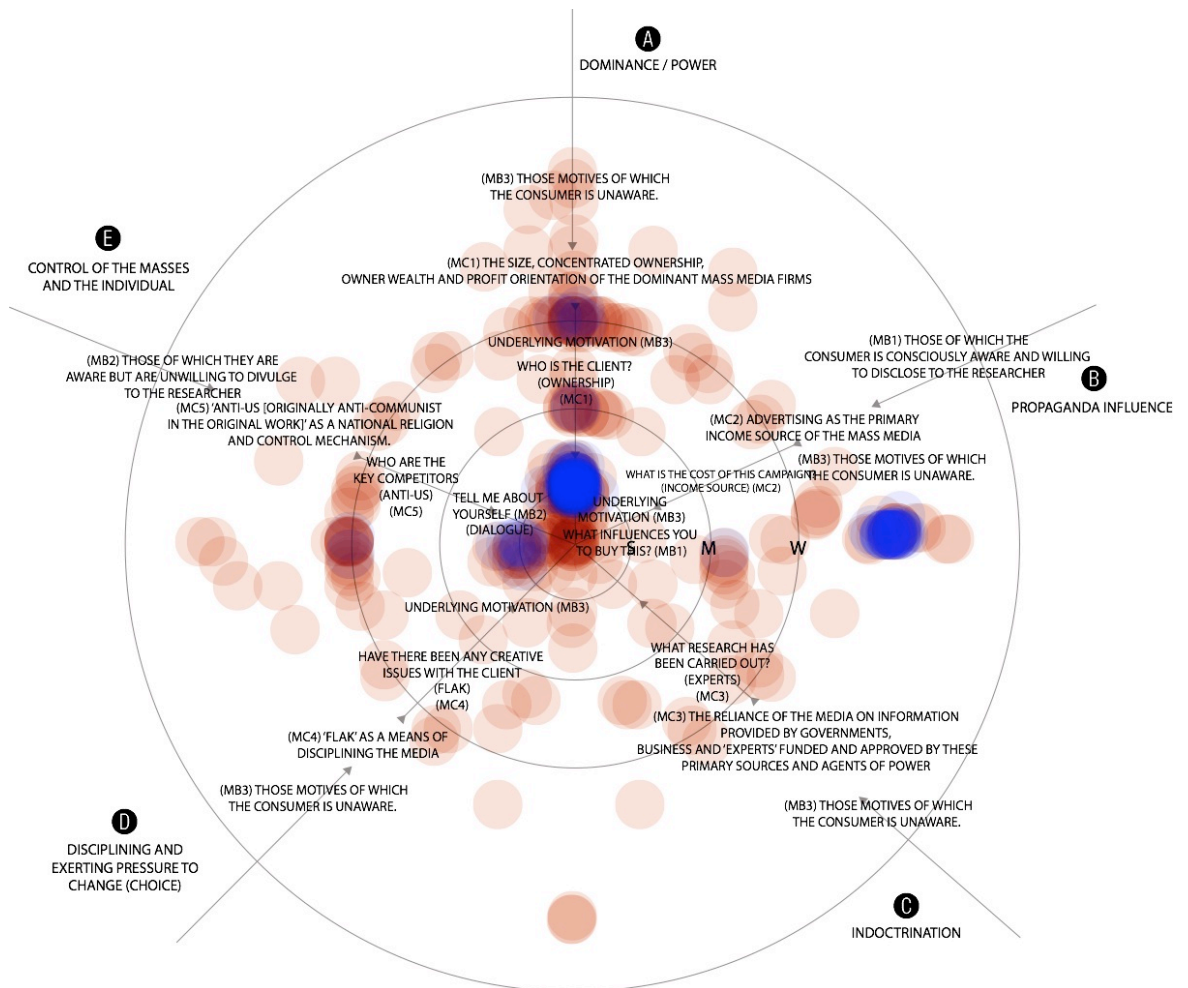 A
DOMINANCE / POWER
(MB3) THOSE MOTIVES OF WHICH
THE CONSUMER IS UNAWARE.
E
CONTROL OF THE MASSES
AND THE INDIVIDUAL
(MC1) THE SIZE, CONCENTRATED OWNERSHIP,
OWNER WEALTH AND PROFIT ORIENTATION OF THE DOMINANT MASS MEDIA FIRMS
UNDERLYING MOTIVATION (MB3)
(MB1) THOSE OF WHICH THE
CONSUMER IS CONSCIOUSLY AWARE AND WILLING
TO DISCLOSE TO THE RESEARCHER
B
PROPAGANDA INFLUENCE
(MB2) THOSE OF WHICH THEY ARE
AWARE BUT ARE UNWILLING TO DIVULGE
TO THE RESEARCHER
WHO IS THE CLIENT?
(OWNERSHIP)
(MC1)
(MC5) 'ANTI-US [ORIGINALLY ANTI-COMMUNIST
IN THE ORIGINAL WORK]' AS A NATIONAL RELIGION
AND CONTROL MECHANISM.
(MC2) ADVERTISING AS THE PRIMARY
INCOME SOURCE OF THE MASS MEDIA
(MB3) THOSE MOTIVES OF WHICH
THE CONSUMER IS UNAWARE.
WHO ARE THE
KEY COMPETITORS
(ANTI-US)
(MC5)
WHAT IS THE COST OF THIS CAMPAIGN?
(INCOME SOURCE) (MC2)
TELL ME ABOUT
YOURSELF (MB2)
(DIALOGUE)
UNDERLYING
MOTIVATION (MB3)
WHAT INFLUENCES YOU
TO BUY THIS? (MB1)
S
M
W
UNDERLYING MOTIVATION (MB3)
HAVE THERE BEEN ANY CREATIVE
ISSUES WITH THE CLIENT
(FLAK)
(MC4)
WHAT RESEARCH HAS
BEEN CARRIED OUT?
(EXPERTS)
(MC3)
(MC4) 'FLAK' AS A MEANS OF
DISCIPLINING THE MEDIA
(MC3) THE RELIANCE OF THE MEDIA ON INFORMATION
PROVIDED BY GOVERNMENTS,
BUSINESS AND 'EXPERTS' FUNDED AND APPROVED BY THESE
PRIMARY SOURCES AND AGENTS OF POWER
(MB3) THOSE MOTIVES OF WHICH
THE CONSUMER IS UNAWARE.
(MB3) THOSE MOTIVES OF WHICH
THE CONSUMER IS UNAWARE.
D
DISCIPLINING AND
EXERTING PRESSURE TO
CHANGE (CHOICE)
C
INDOCTRINATION